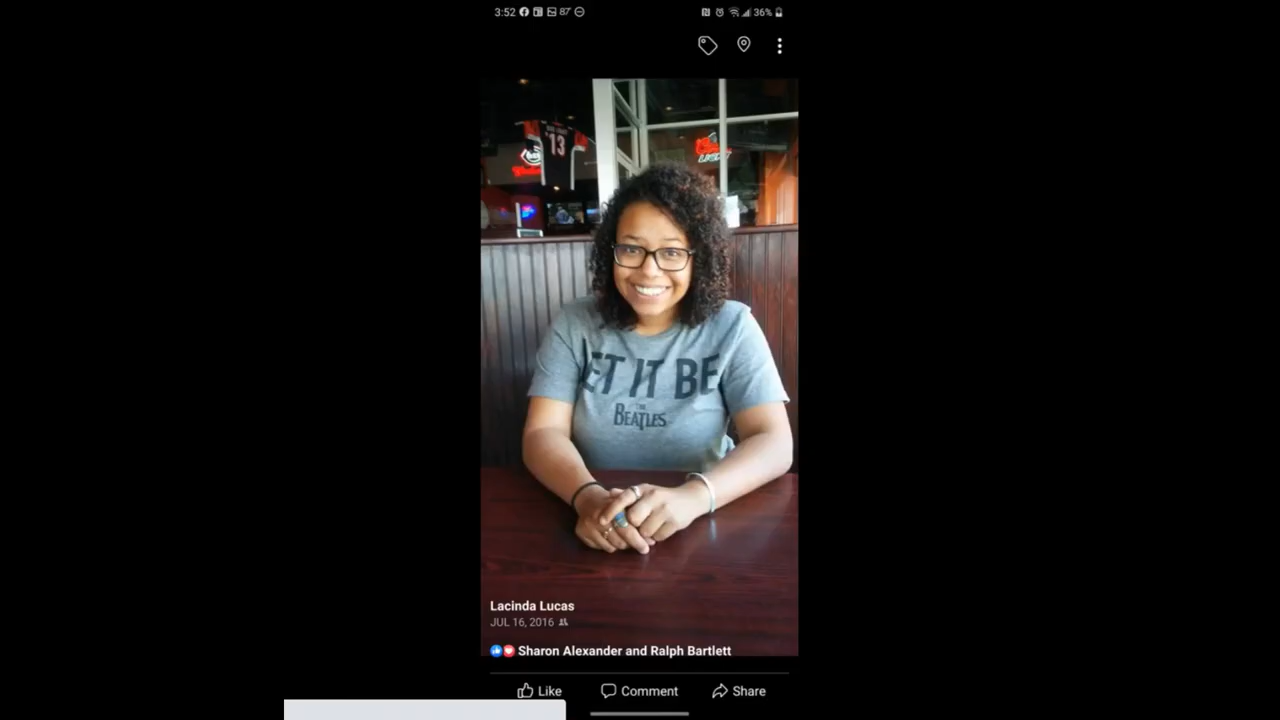 3:52 87° 36%
13
ET IT BE
THE
BEATLES
Lacinda Lucas
JUL 16, 2016
Sharon Alexander and Ralph Bartlett
Like Comment Share